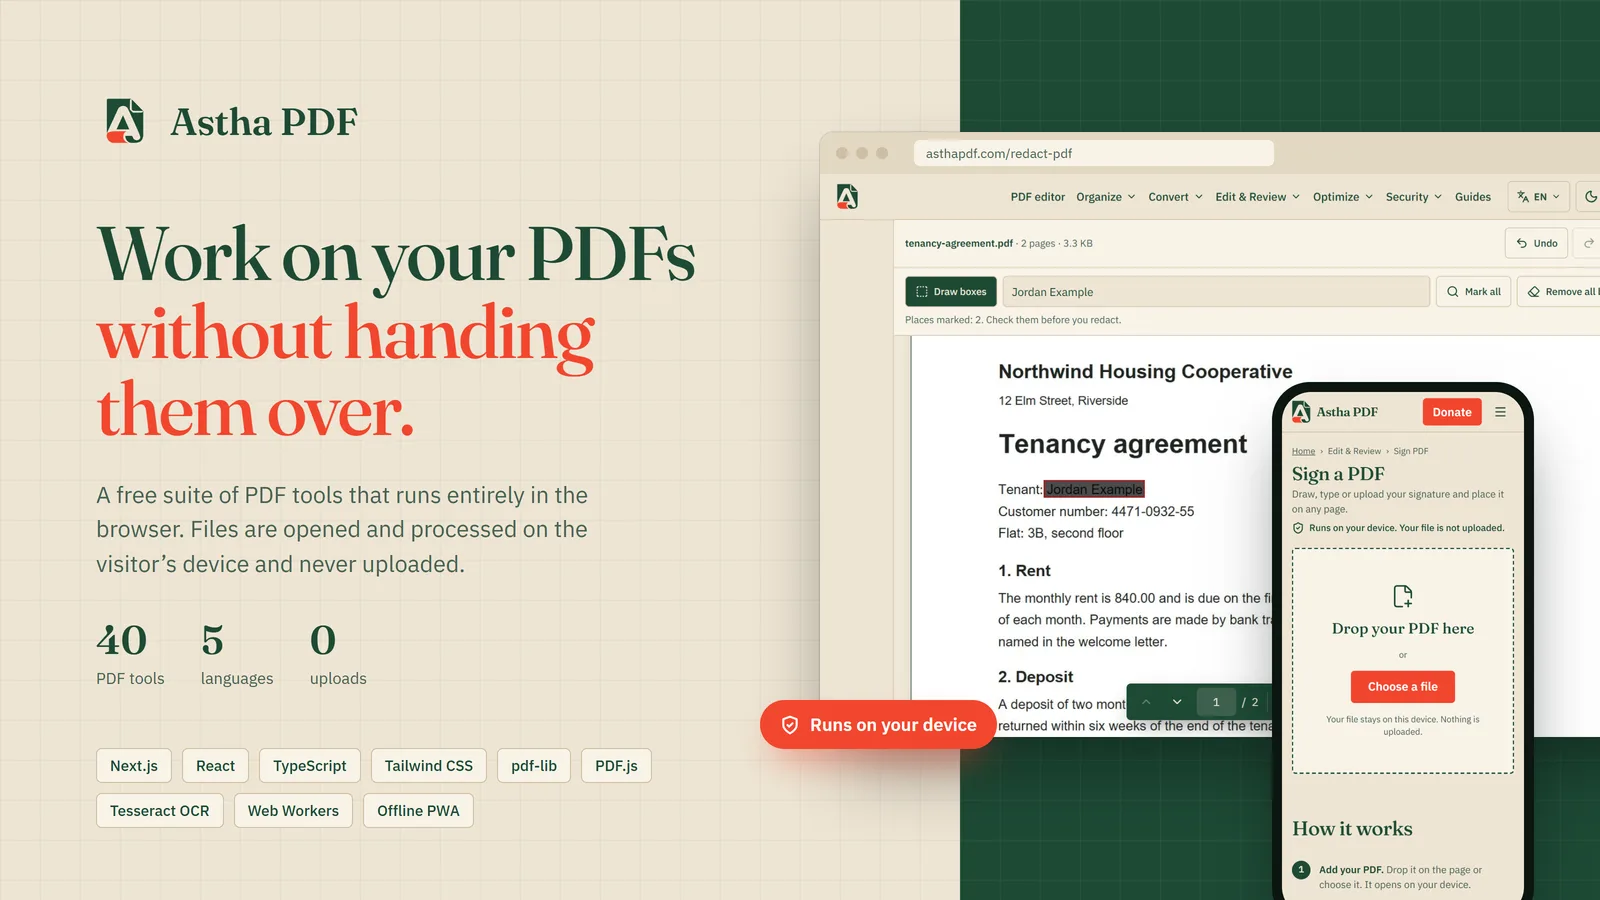 Astha PDF
Work on your PDFs
without handing
them over.
A free suite of PDF tools that runs entirely in the
browser. Files are opened and processed on the
visitor’s device and never uploaded.
40 5 0
PDF tools languages uploads
Next.js React TypeScript Tailwind CSS pdf-lib PDF.js
Tesseract OCR Web Workers Offline PWA
asthapdf.com/redact-pdf
PDF editor Organize Convert Edit & Review Optimize Security Guides EN
tenancy-agreement.pdf · 2 pages · 3.3 KB Undo
Draw boxes Jordan Example Mark all Remove all
Places marked: 2. Check them before you redact.
Northwind Housing Cooperative
12 Elm Street, Riverside
Tenancy agreement
Tenant: Jordan Example
Customer number: 4471-0932-55
Flat: 3B, second floor
1. Rent
The monthly rent is 840.00 and is due on the
of each month. Payments are made by bank
named in the welcome letter.
2. Deposit
A deposit of two
returned within six weeks of the end of the
1 / 2
Runs on your device
Astha PDF Donate
Home › Edit & Review › Sign PDF
Sign a PDF
Draw, type or upload your signature and place it
on any page.
Runs on your device. Your file is not uploaded.
Drop your PDF here
or
Choose a file
Your file stays on this device. Nothing is
uploaded.
How it works
1 Add your PDF. Drop it on the page or
choose it. It opens on your device.